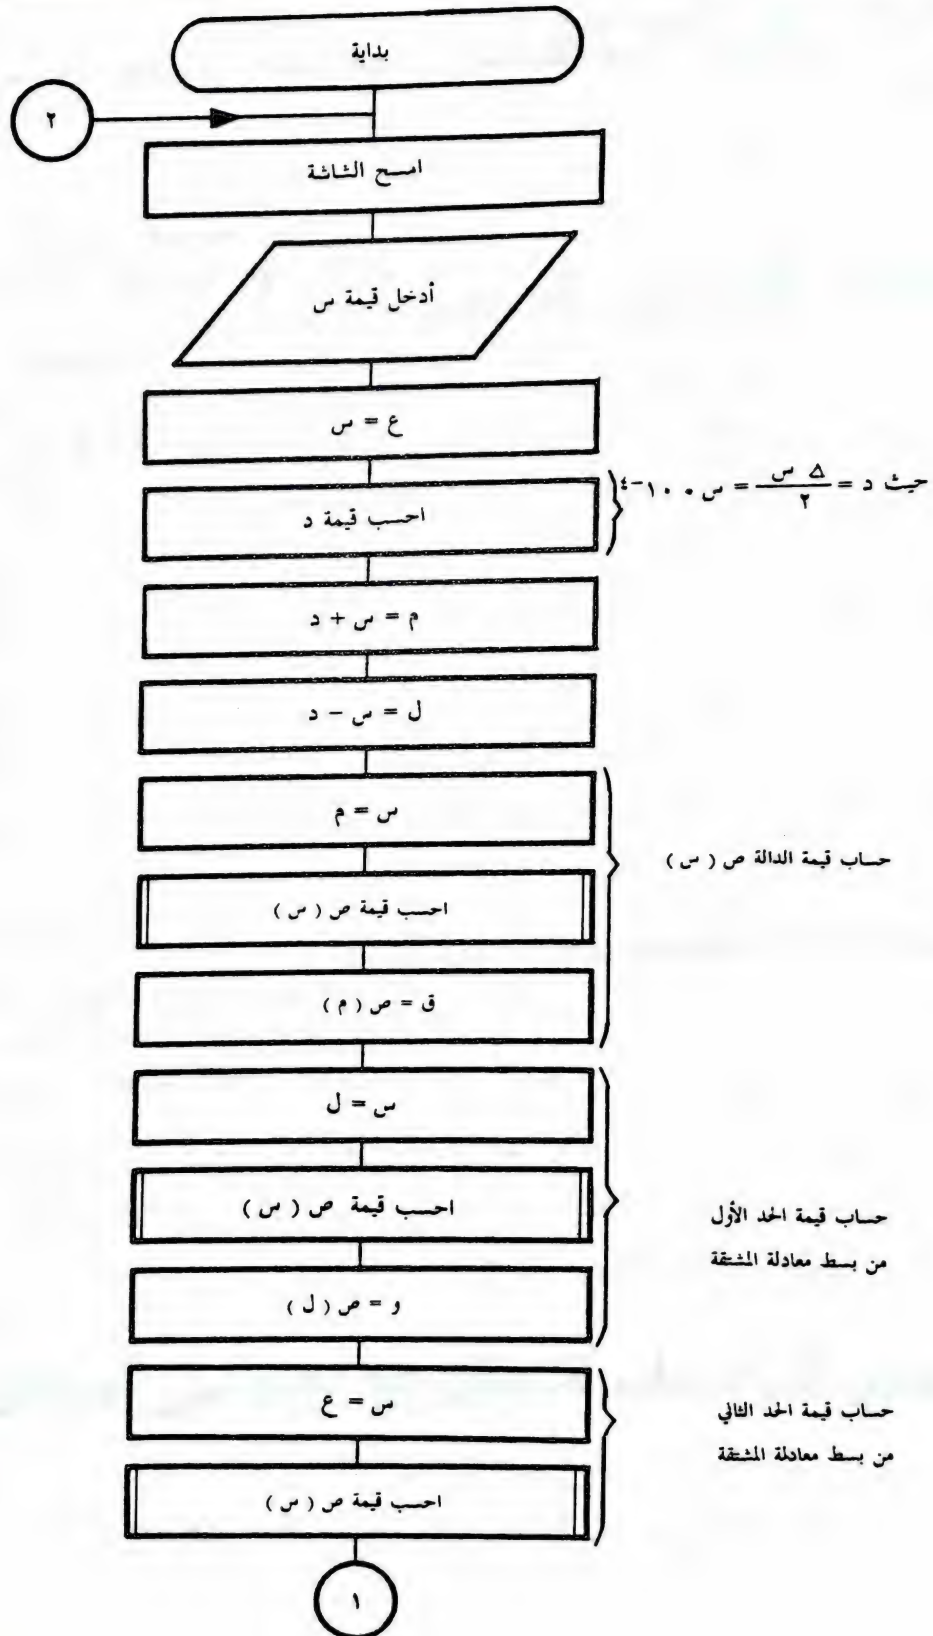 بداية
٢
امسح الشاشة
أدخل قيمة س
ع = س
احسب قيمة د
حيث د = △ س / ٢ = س ٠ ١٠-٤
م = س + د
ل = س - د
س = م
احسب قيمة ص ( س )
حساب قيمة الدالة ص ( س )
ق = ص ( م )
س = ل
احسب قيمة ص ( س )
حساب قيمة الحد الأول
من بسط معادلة المشتقة
و = ص ( ل )
س = ع
حساب قيمة الحد الثاني
من بسط معادلة المشتقة
احسب قيمة ص ( س )
١